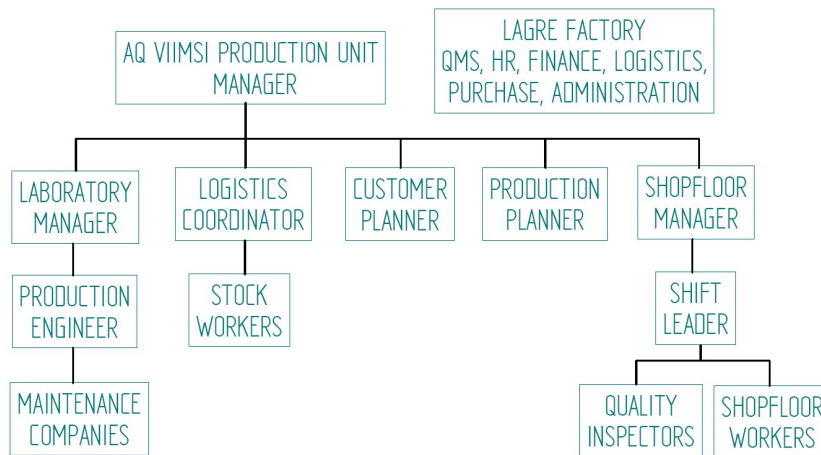 AQ VIIMSI PRODUCTION UNIT
MANAGER
LAGRE FACTORY
QMS, HR, FINANCE, LOGISTICS,
PURCHASE, ADMINISTRATION
LABORATORY
MANAGER
LOGISTICS
COORDINATOR
CUSTOMER
PLANNER
PRODUCTION
PLANNER
SHOPFLOOR
MANAGER
PRODUCTION
ENGINEER
STOCK
WORKERS
SHIFT
LEADER
MAINTENANCE
COMPANIES
QUALITY
INSPECTORS
SHOPFLOOR
WORKERS